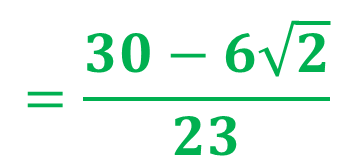 = (30 − 6√2) / 23